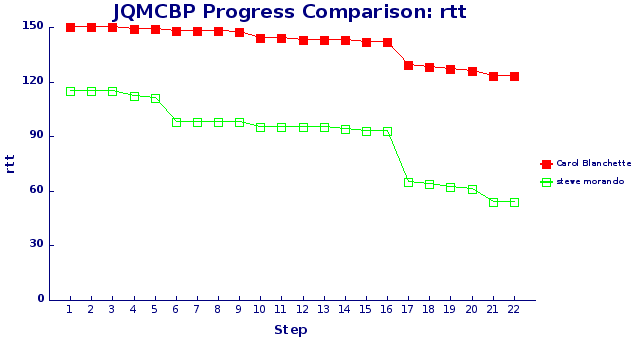 JQMCBP Progress Comparison: rtt
150
120
90
60
30
0
rtt
1 2 3 4 5 6 7 8 9 10 11 12 13 14 15 16 17 18 19 20 21 22
Step
Carol Blanchette
steve morando